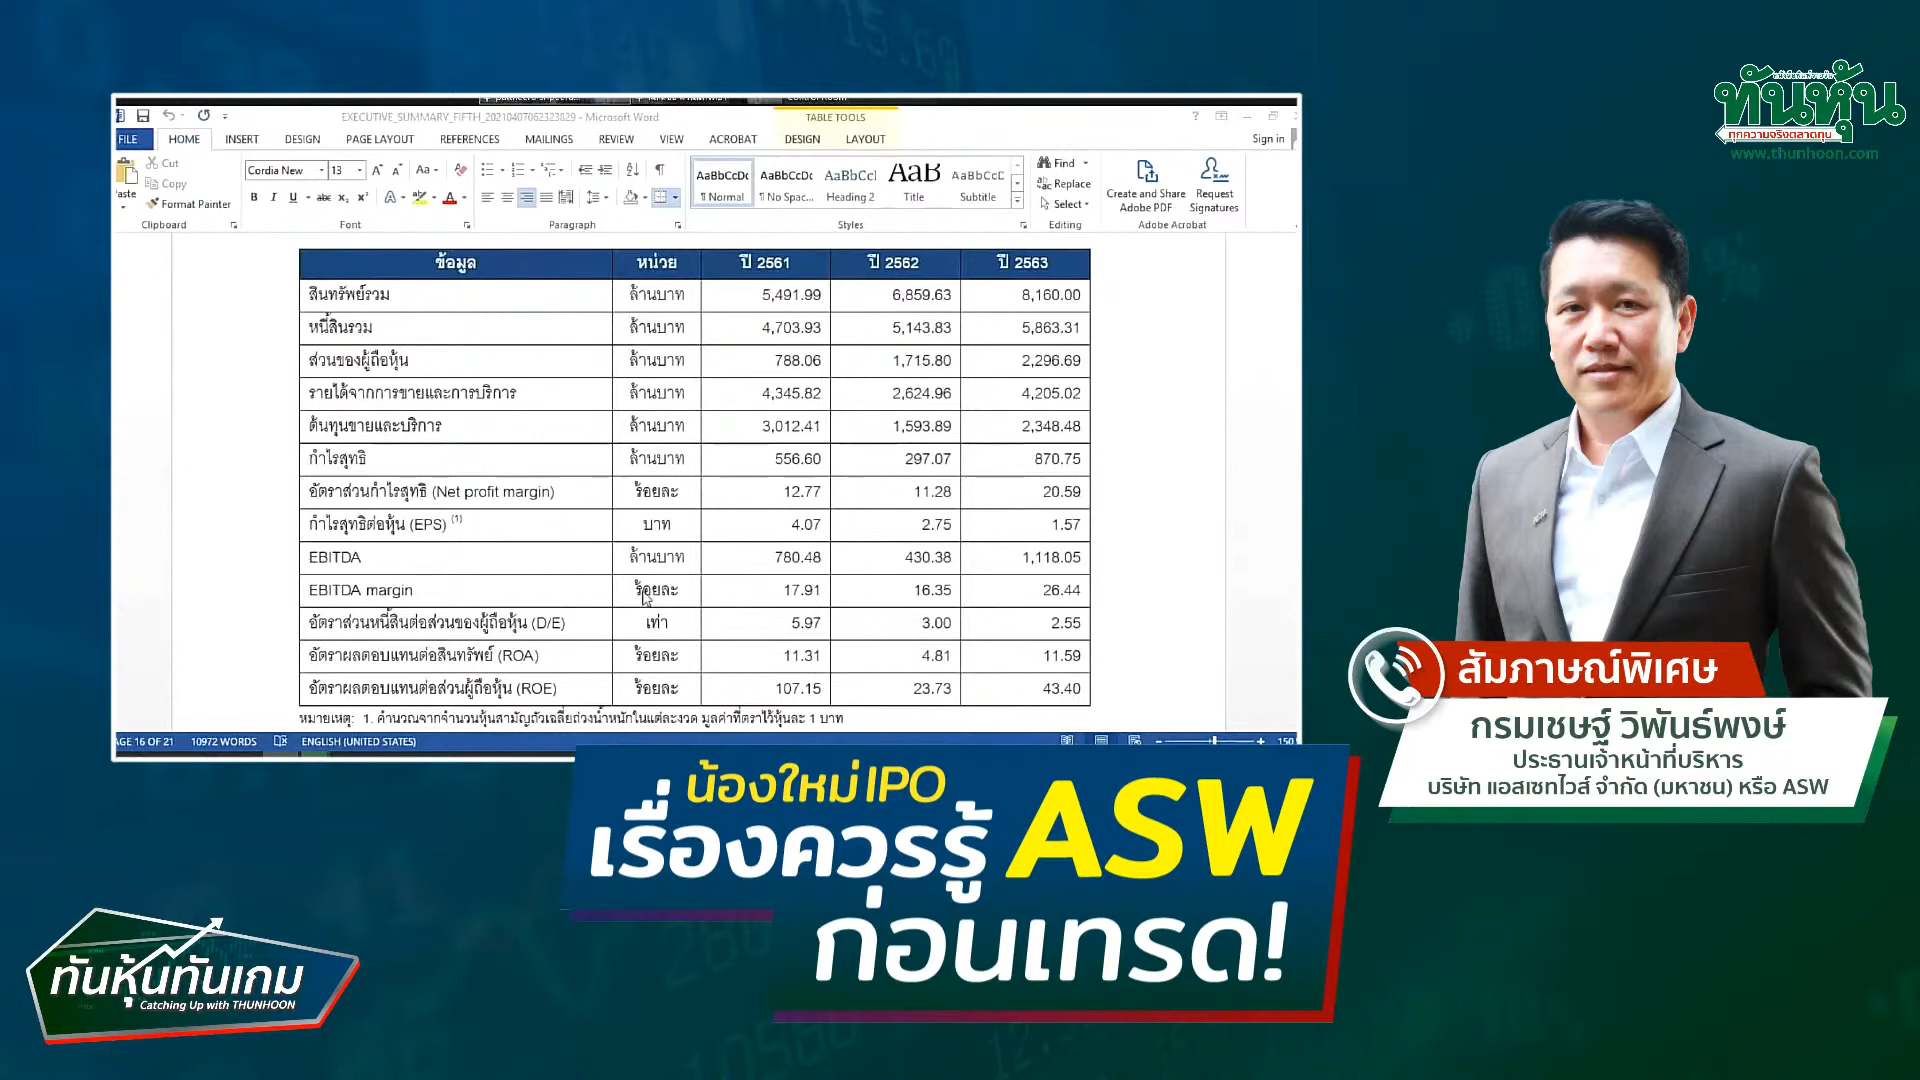 EXECUTIVE_SUMMARY_FIFTH_20210407062323829 - Microsoft Word
TABLE TOOLS
FILE HOME INSERT DESIGN PAGE LAYOUT REFERENCES MAILINGS REVIEW VIEW ACROBAT DESIGN LAYOUT Sign in
Cut
Copy
Format Painter
Clipboard
Cordia New 13
Font
Paragraph
AaBbCcDc AaBbCcDc AaBbCcI AaB AaBbCcC
¶ Normal ¶ No Spac... Heading 2 Title Subtitle
Styles
Find
Replace
Select
Editing
Create and Share Adobe PDF
Request Signatures
Adobe Acrobat
ข้อมูล หน่วย ปี 2561 ปี 2562 ปี 2563
สินทรัพย์รวม ล้านบาท 5,491.99 6,859.63 8,160.00
หนี้สินรวม ล้านบาท 4,703.93 5,143.83 5,863.31
ส่วนของผู้ถือหุ้น ล้านบาท 788.06 1,715.80 2,296.69
รายได้จากการขายและการบริการ ล้านบาท 4,345.82 2,624.96 4,205.02
ต้นทุนขายและบริการ ล้านบาท 3,012.41 1,593.89 2,348.48
กำไรสุทธิ ล้านบาท 556.60 297.07 870.75
อัตราส่วนกำไรสุทธิ (Net profit margin) ร้อยละ 12.77 11.28 20.59
กำไรสุทธิต่อหุ้น (EPS) (1) บาท 4.07 2.75 1.57
EBITDA ล้านบาท 780.48 430.38 1,118.05
EBITDA margin ร้อยละ 17.91 16.35 26.44
อัตราส่วนหนี้สินต่อส่วนของผู้ถือหุ้น (D/E) เท่า 5.97 3.00 2.55
อัตราผลตอบแทนต่อสินทรัพย์ (ROA) ร้อยละ 11.31 4.81 11.59
อัตราผลตอบแทนต่อส่วนผู้ถือหุ้น (ROE) ร้อยละ 107.15 23.73 43.40
หมายเหตุ: 1. คำนวณจากจำนวนหุ้นสามัญถัวเฉลี่ยถ่วงน้ำหนักในแต่ละงวด มูลค่าที่ตราไว้หุ้นละ 1 บาท
AGE 16 OF 21 10972 WORDS ENGLISH (UNITED STATES) 150
ทันหุ้น
ทุกความจริงตลาดทุน
www.thunhoon.com
สัมภาษณ์พิเศษ
กรมเชษฐ์ วิพันธ์พงษ์
ประธานเจ้าหน้าที่บริหาร
บริษัท แอสเซทไวส์ จำกัด (มหาชน) หรือ ASW
น้องใหม่ IPO
เรื่องควรรู้ ASW
ก่อนเทรด!
ทันหุ้นทันเกม
Catching Up with THUNHOON